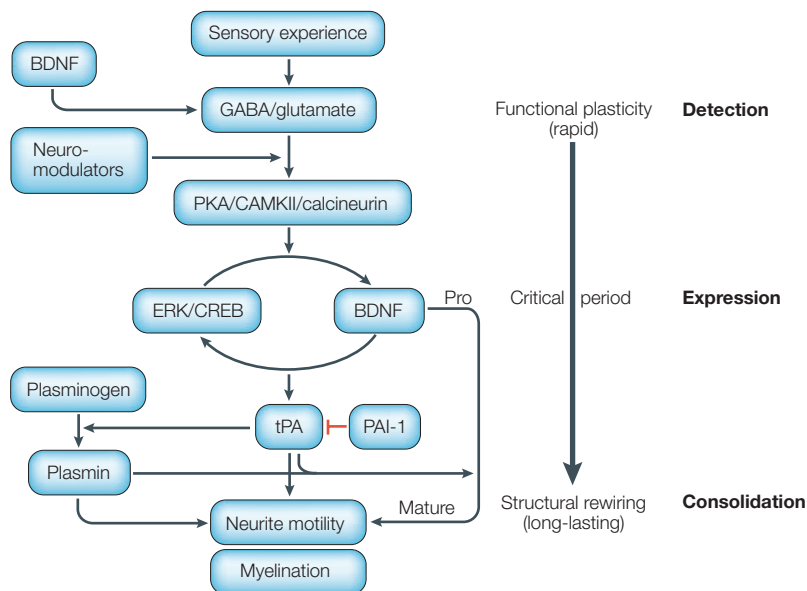 Sensory experience
BDNF
GABA/glutamate
Functional plasticity
(rapid)
Detection
Neuro-
modulators
PKA/CAMKII/calcineurin
ERK/CREB
BDNF
Pro
Critical period
Expression
Plasminogen
tPA
PAI-1
Plasmin
Mature
Neurite motility
Structural rewiring
(long-lasting)
Consolidation
Myelination